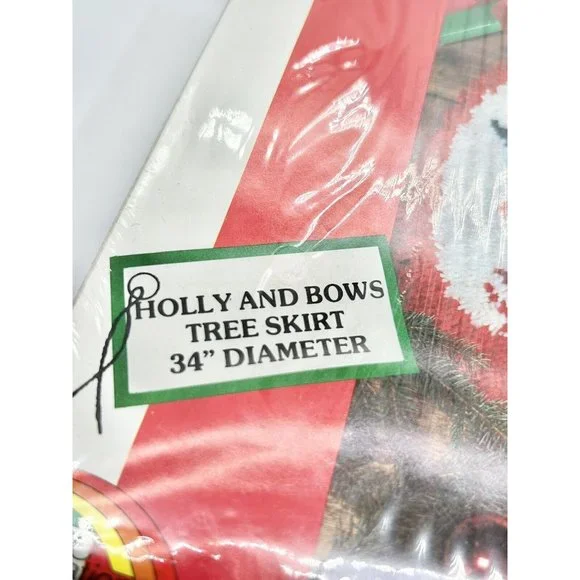 HOLLY AND BOWS
TREE SKIRT
34” DIAMETER